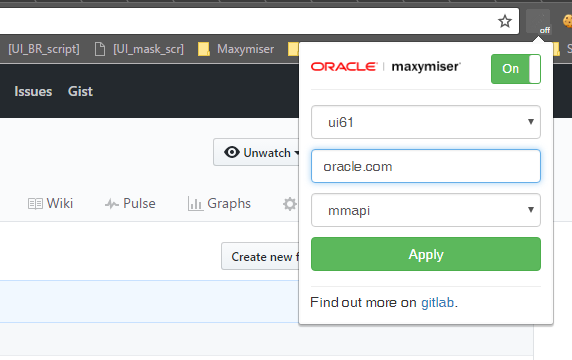 off
[UI_BR_script] [UI_mask_scr] Maxymiser
ORACLE | maxymiser
On
Issues Gist
ui61
Unwatch
oracle.com
Wiki Pulse Graphs
mmapi
Create new f
Apply
Find out more on gitlab.